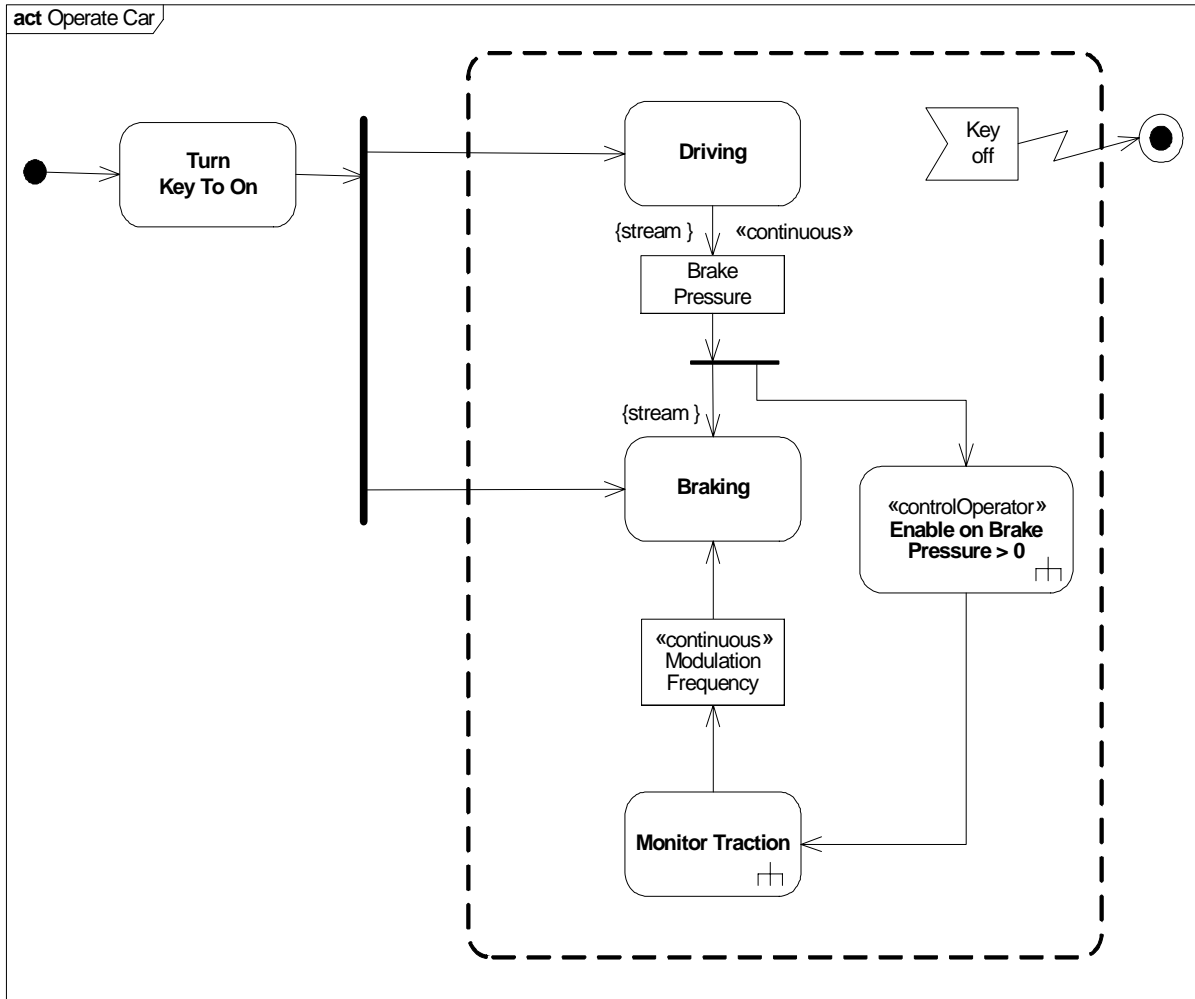 act Operate Car
Turn
Key To On
Driving
Key
off
{stream } «continuous»
Brake
Pressure
{stream }
Braking
«controlOperator»
Enable on Brake
Pressure > 0
«continuous»
Modulation
Frequency
Monitor Traction